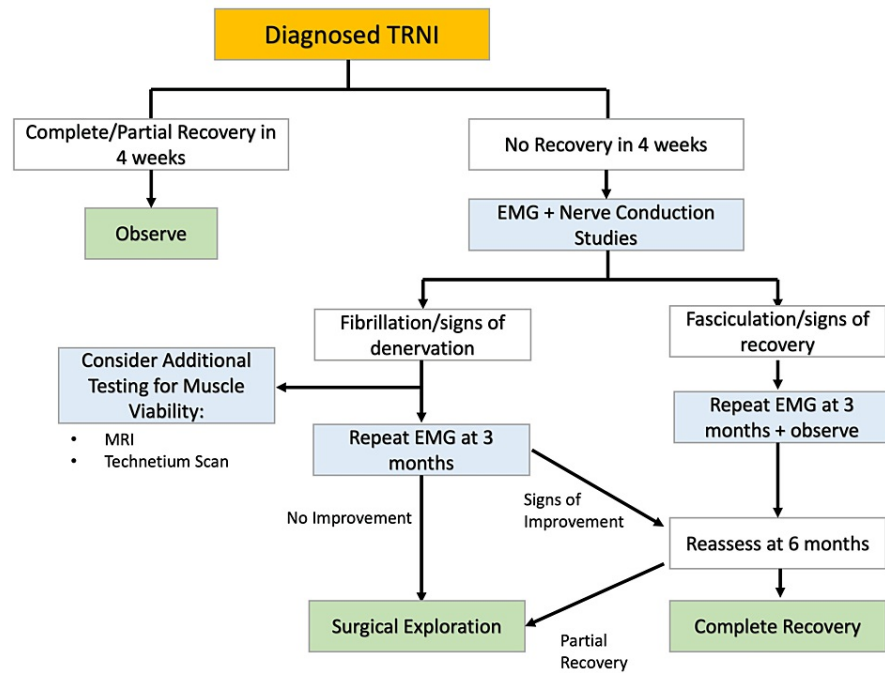 Diagnosed TRNI
Complete/Partial Recovery in
4 weeks
No Recovery in 4 weeks
Observe
EMG + Nerve Conduction
Studies
Fibrillation/signs of
denervation
Fasciculation/signs of
recovery
Consider Additional
Testing for Muscle
Viability:
• MRI
• Technetium Scan
Repeat EMG at 3
months
Repeat EMG at 3
months + observe
No Improvement
Signs of
Improvement
Reassess at 6 months
Surgical Exploration
Partial
Recovery
Complete Recovery